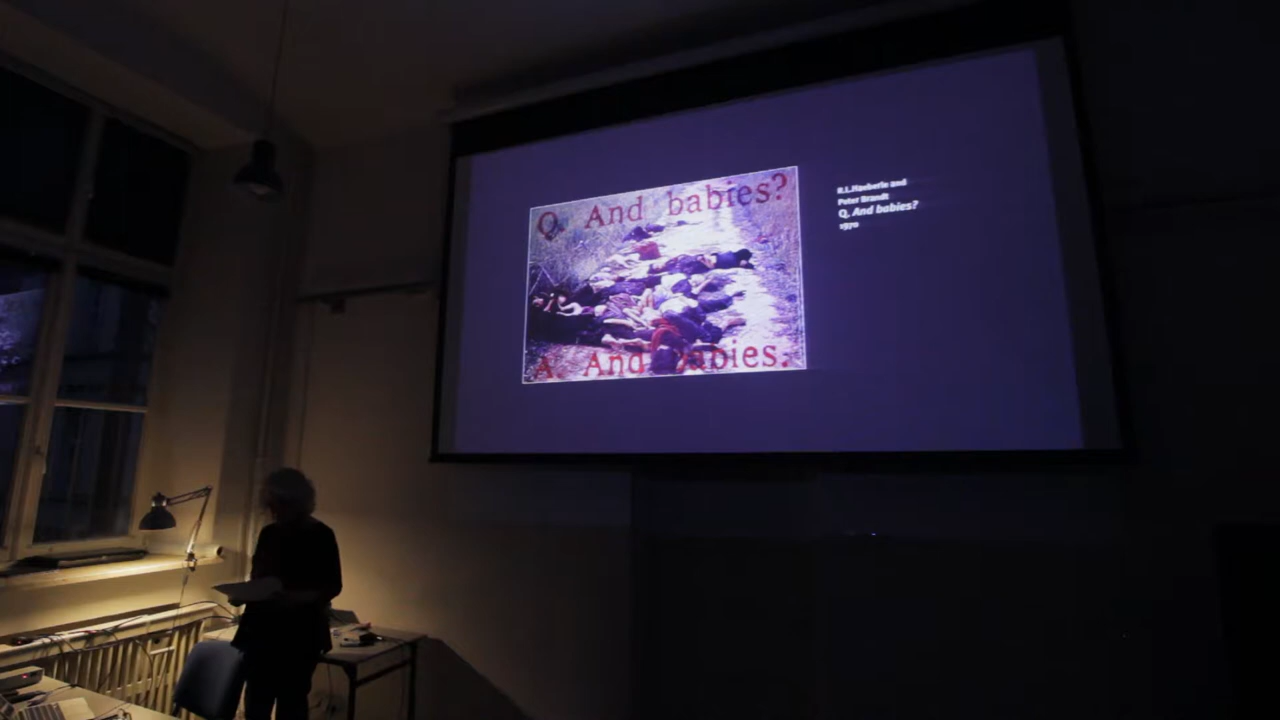 Q. And babies?
A. And babies.
R.L.Haeberle and
Peter Brandt
Q, And babies?
1970